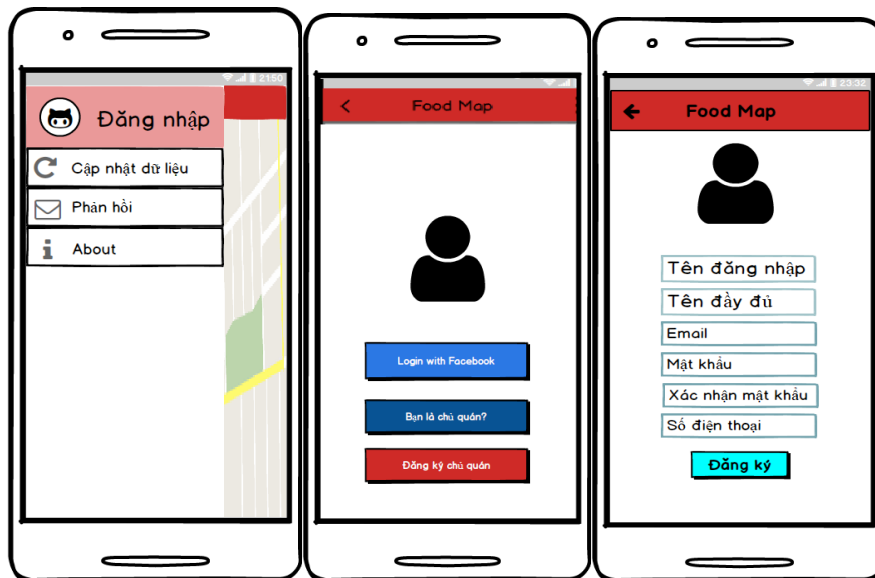 2150
Đăng nhập
Cập nhật dữ liệu
Phản hồi
About
Food Map
Login with Facebook
Bạn là chủ quán?
Đăng ký chủ quán
23:32
Food Map
Tên đăng nhập
Tên đầy đủ
Email
Mật khẩu
Xác nhận mật khẩu
Số điện thoại
Đăng ký